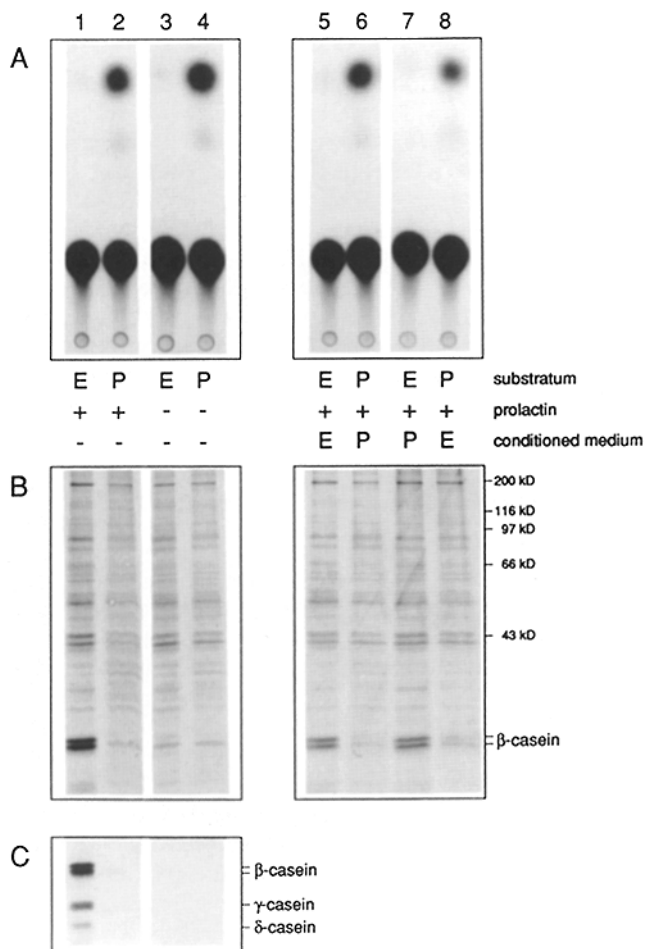 1 2 3 4 5 6 7 8
A
E P E P E P E P substratum
+ + - - + + + + prolactin
- - - - E P P E conditioned medium
B
200 kD
116 kD
97 kD
66 kD
43 kD
β-casein
C
β-casein
γ-casein
δ-casein